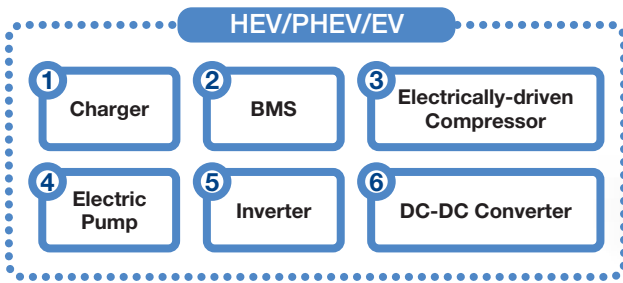 HEV/PHEV/EV
1
Charger
2
BMS
3
Electrically-driven
Compressor
4
Electric
Pump
5
Inverter
6
DC-DC Converter